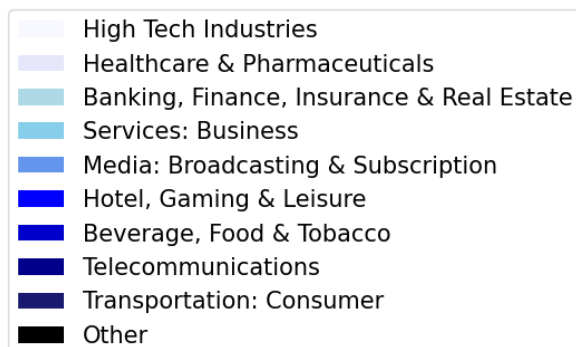 High Tech Industries
Healthcare & Pharmaceuticals
Banking, Finance, Insurance & Real Estate
Services: Business
Media: Broadcasting & Subscription
Hotel, Gaming & Leisure
Beverage, Food & Tobacco
Telecommunications
Transportation: Consumer
Other